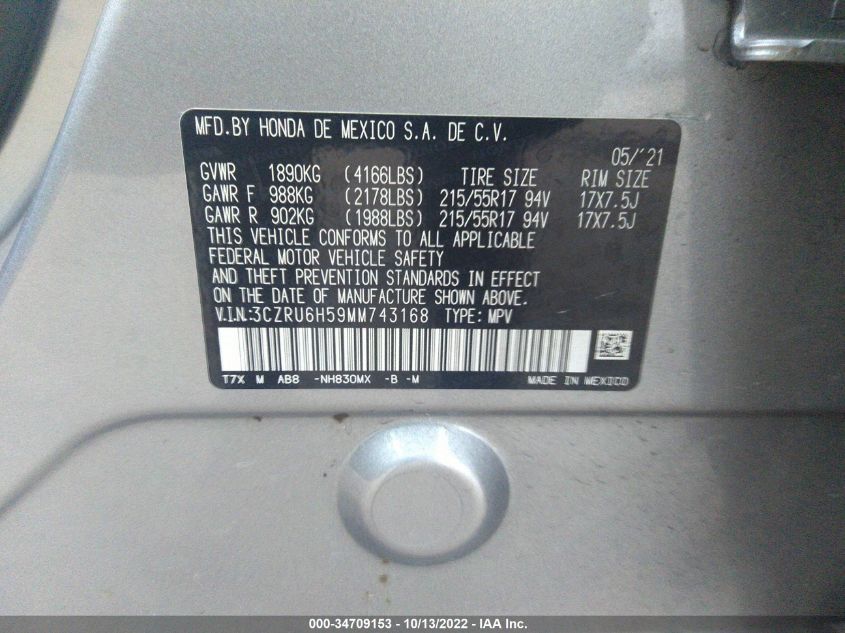 MFD.BY HONDA DE MEXICO S.A. DE C.V.
05/'21
GVWR 1890KG (4166LBS) TIRE SIZE RIM SIZE
GAWR F 988KG (2178LBS) 215/55R17 94V 17X7.5J
GAWR R 902KG (1988LBS) 215/55R17 94V 17X7.5J
THIS VEHICLE CONFORMS TO ALL APPLICABLE
FEDERAL MOTOR VEHICLE SAFETY
AND THEFT PREVENTION STANDARDS IN EFFECT
ON THE DATE OF MANUFACTURE SHOWN ABOVE.
V.I.N:3CZRU6H59MM743168 TYPE:MPV
T7X M AB8 -NH830MX -B -M MADE IN MEXICO
000-34709153 - 10/13/2022 - IAA Inc.